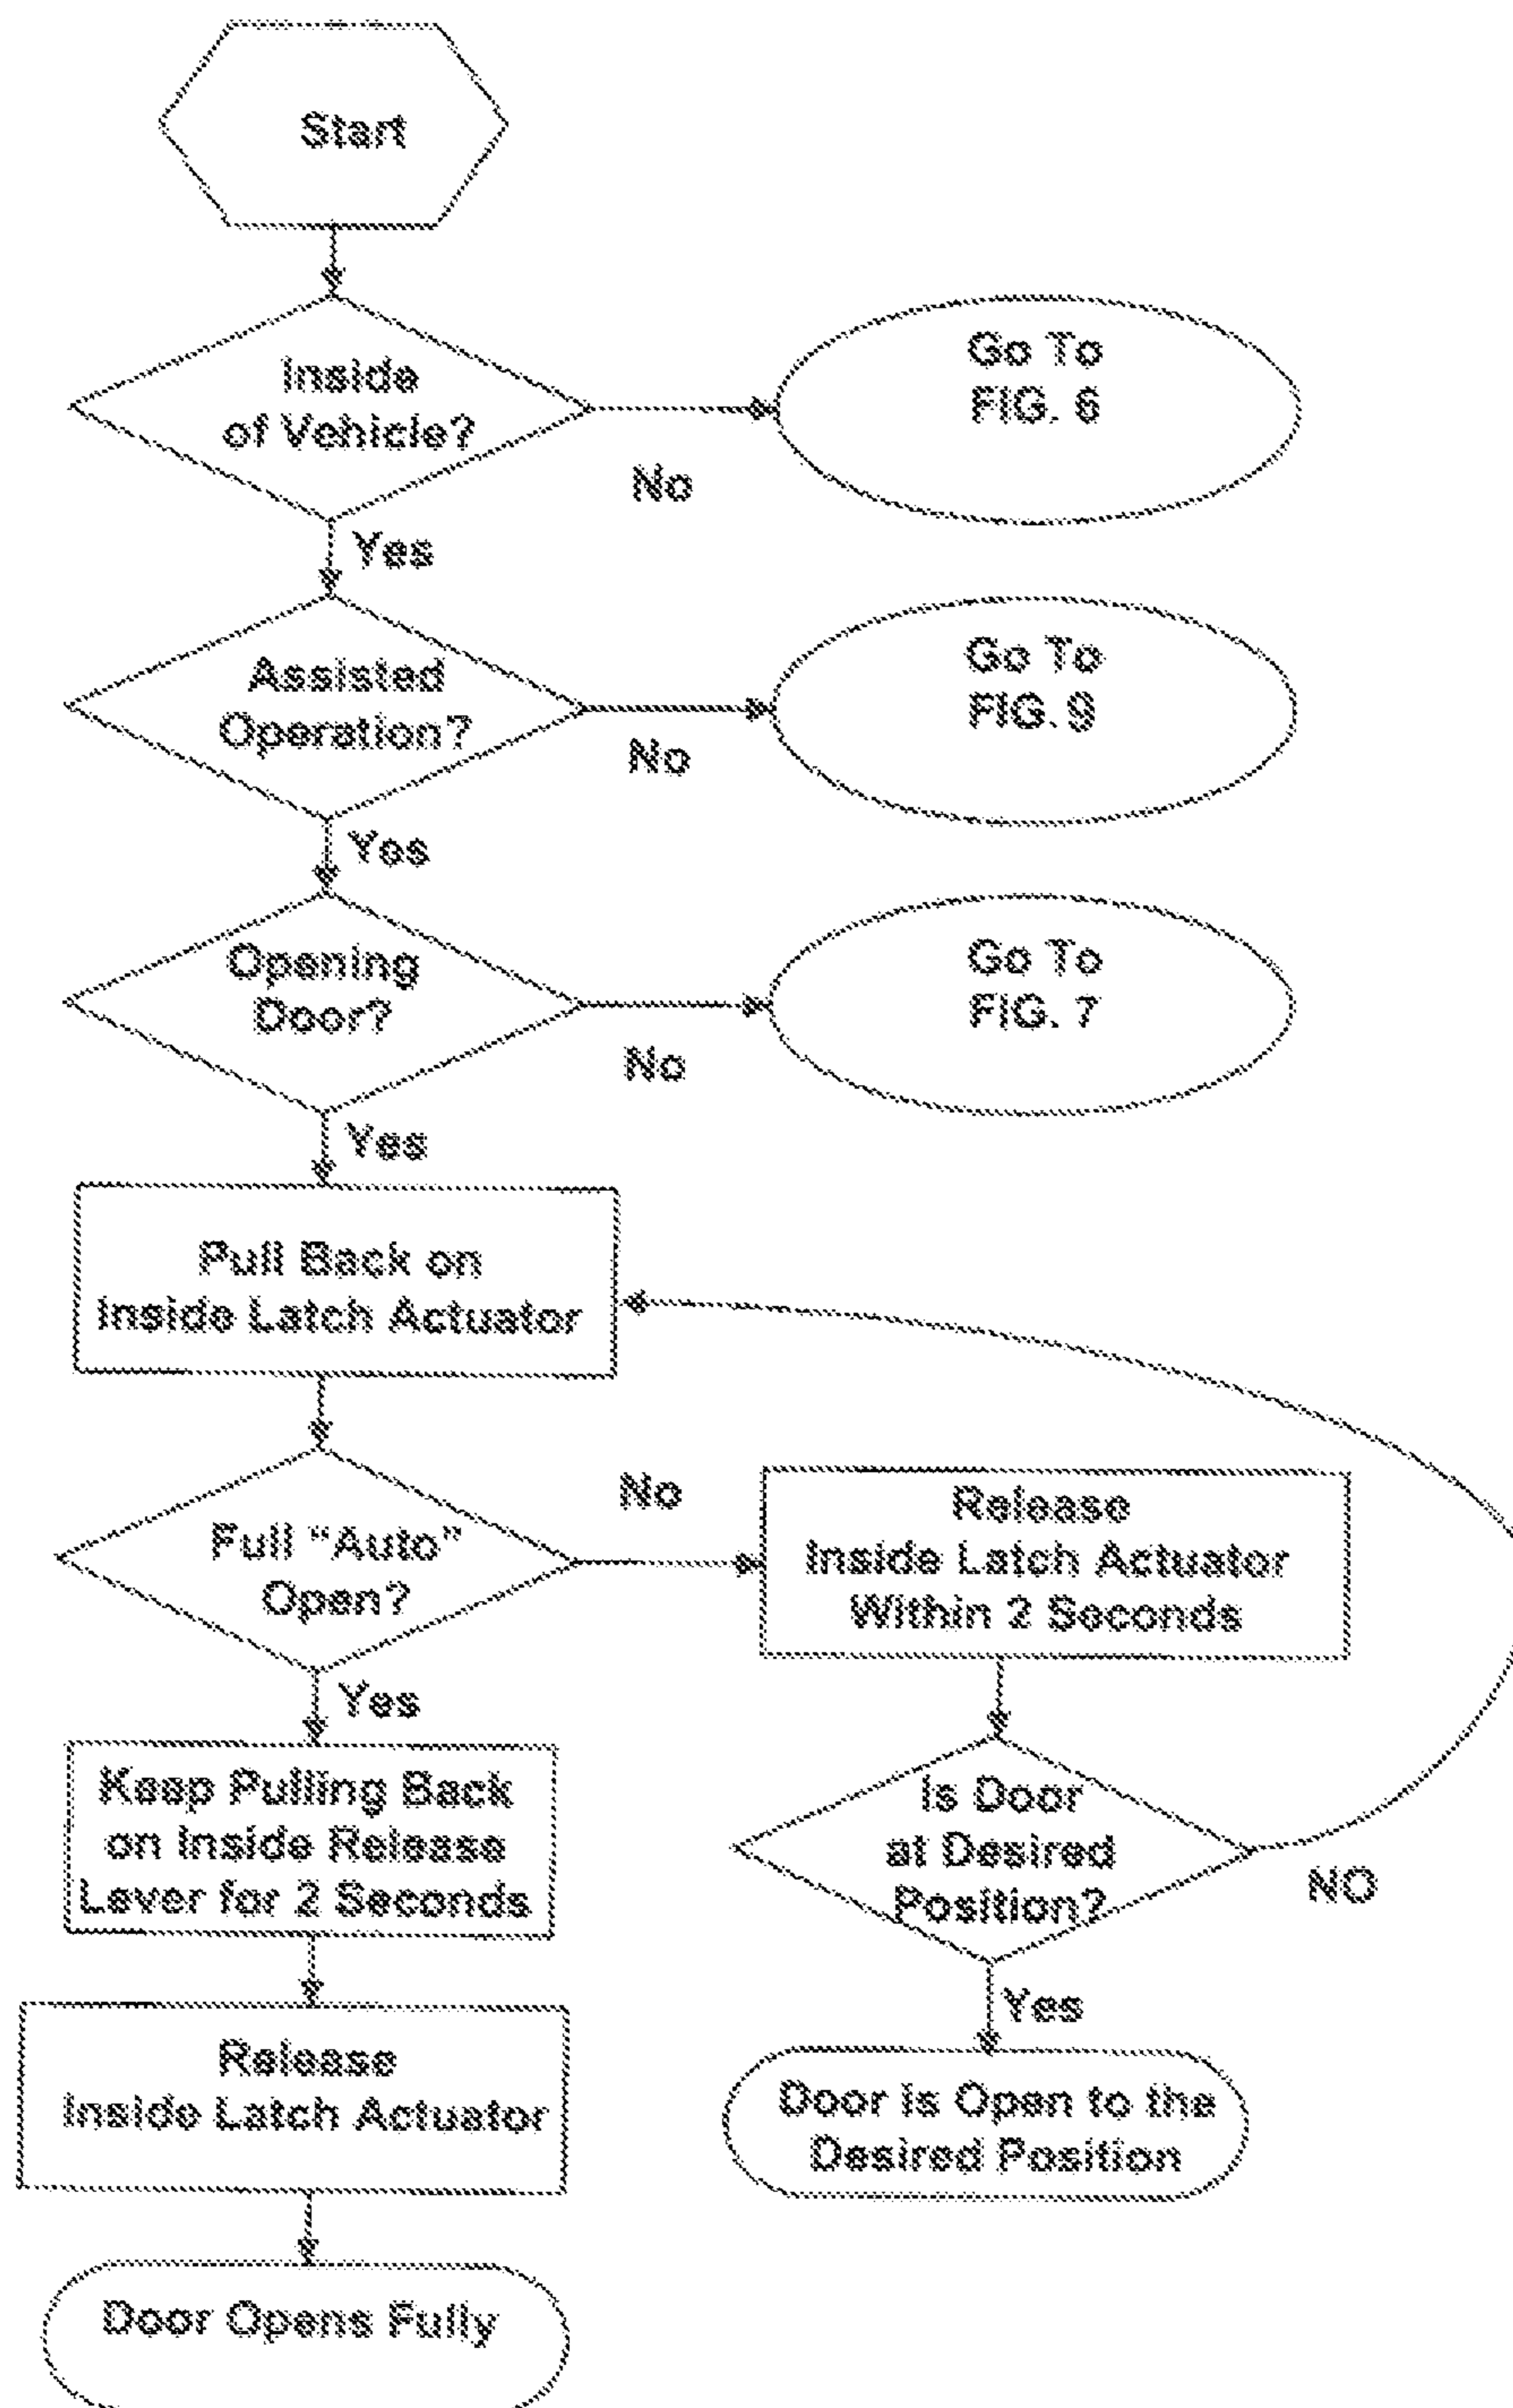 Start
Inside
of Vehicle?
No
Go To
FIG. 6
Yes
Assisted
Operation?
No
Go To
FIG. 9
Yes
Opening
Door?
No
Go To
FIG. 7
Yes
Pull Back on
Inside Latch Actuator
Full “Auto”
Open?
No
Release
Inside Latch Actuator
Within 2 Seconds
Yes
Keep Pulling Back
on Inside Release
Lever for 2 Seconds
Is Door
at Desired
Position?
NO
Release
Inside Latch Actuator
Yes
Door is Open to the
Desired Position
Door Opens Fully